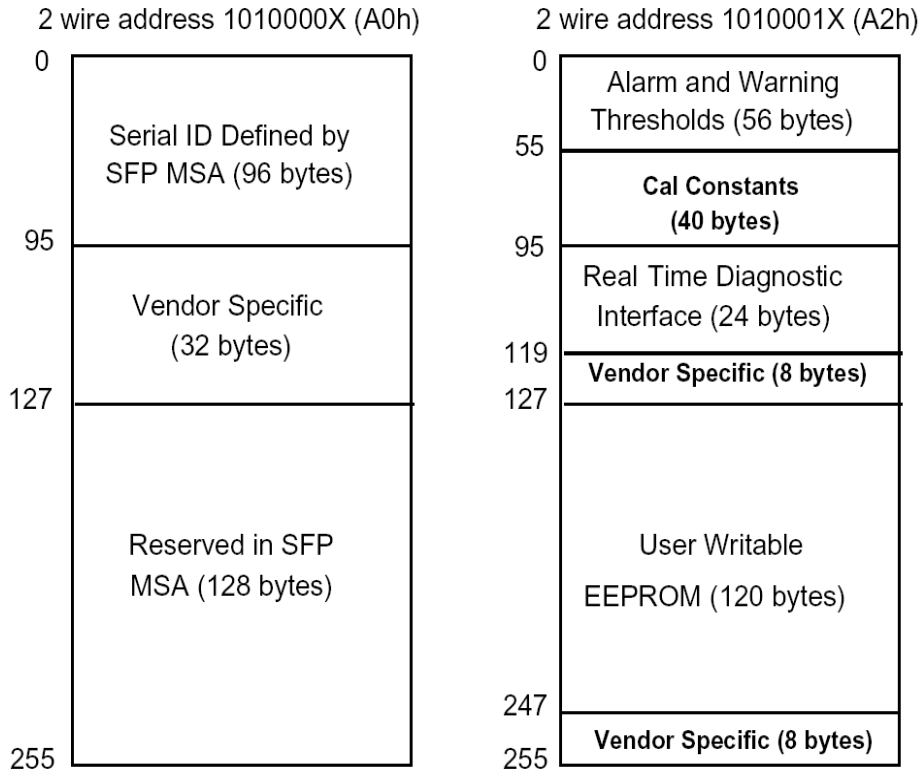 2 wire address 1010000X (A0h)
0
Serial ID Defined by
SFP MSA (96 bytes)
95
Vendor Specific
(32 bytes)
127
Reserved in SFP
MSA (128 bytes)
255
2 wire address 1010001X (A2h)
0
Alarm and Warning
Thresholds (56 bytes)
55
Cal Constants
(40 bytes)
95
Real Time Diagnostic
Interface (24 bytes)
119
Vendor Specific (8 bytes)
127
User Writable
EEPROM (120 bytes)
247
Vendor Specific (8 bytes)
255